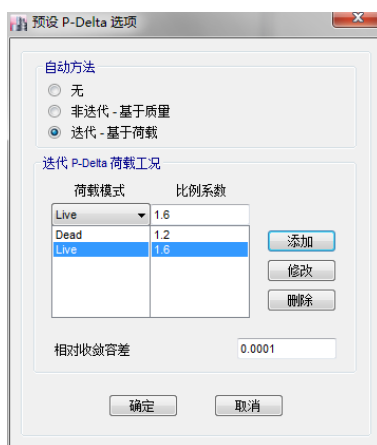 预设 P-Delta 选项
自动方法
无
非迭代 - 基于质量
迭代 - 基于荷载
迭代 P-Delta 荷载工况
荷载模式 比例系数
Live 1.6
Dead 1.2
Live 1.6
添加
修改
删除
相对收敛容差 0.0001
确定 取消